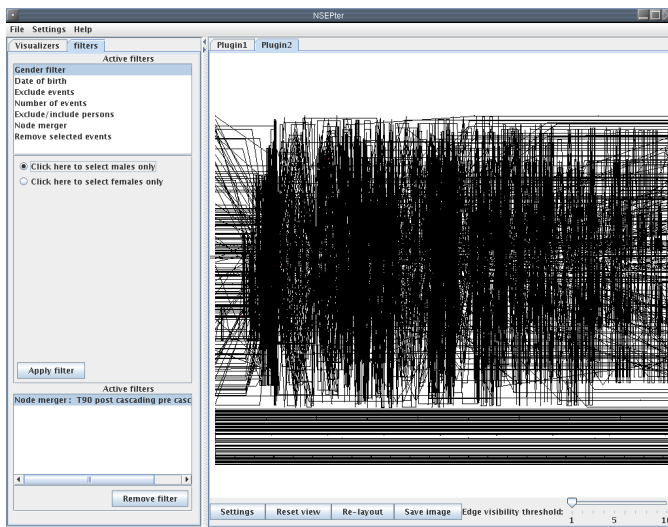 NSEPter
File Settings Help
Visualizers filters
Active filters
Gender filter
Date of birth
Exclude events
Number of events
Exclude/include persons
Node merger
Remove selected events
Click here to select males only
Click here to select females only
Apply filter
Active filters
Node merger: T90 post cascading pre casc
Remove filter
Plugin1 Plugin2
Settings Reset view Re-layout Save image Edge visibility threshold:
1 5 10